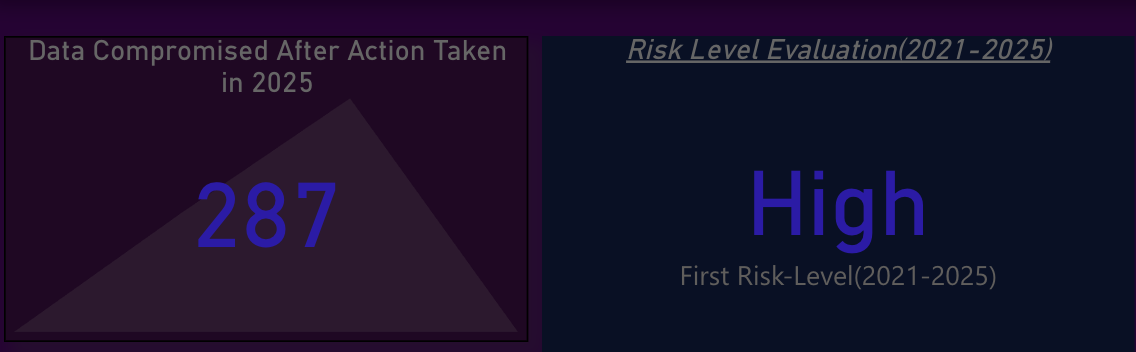 Data Compromised After Action Taken
in 2025
287
Risk Level Evaluation(2021-2025)
High
First Risk-Level(2021-2025)